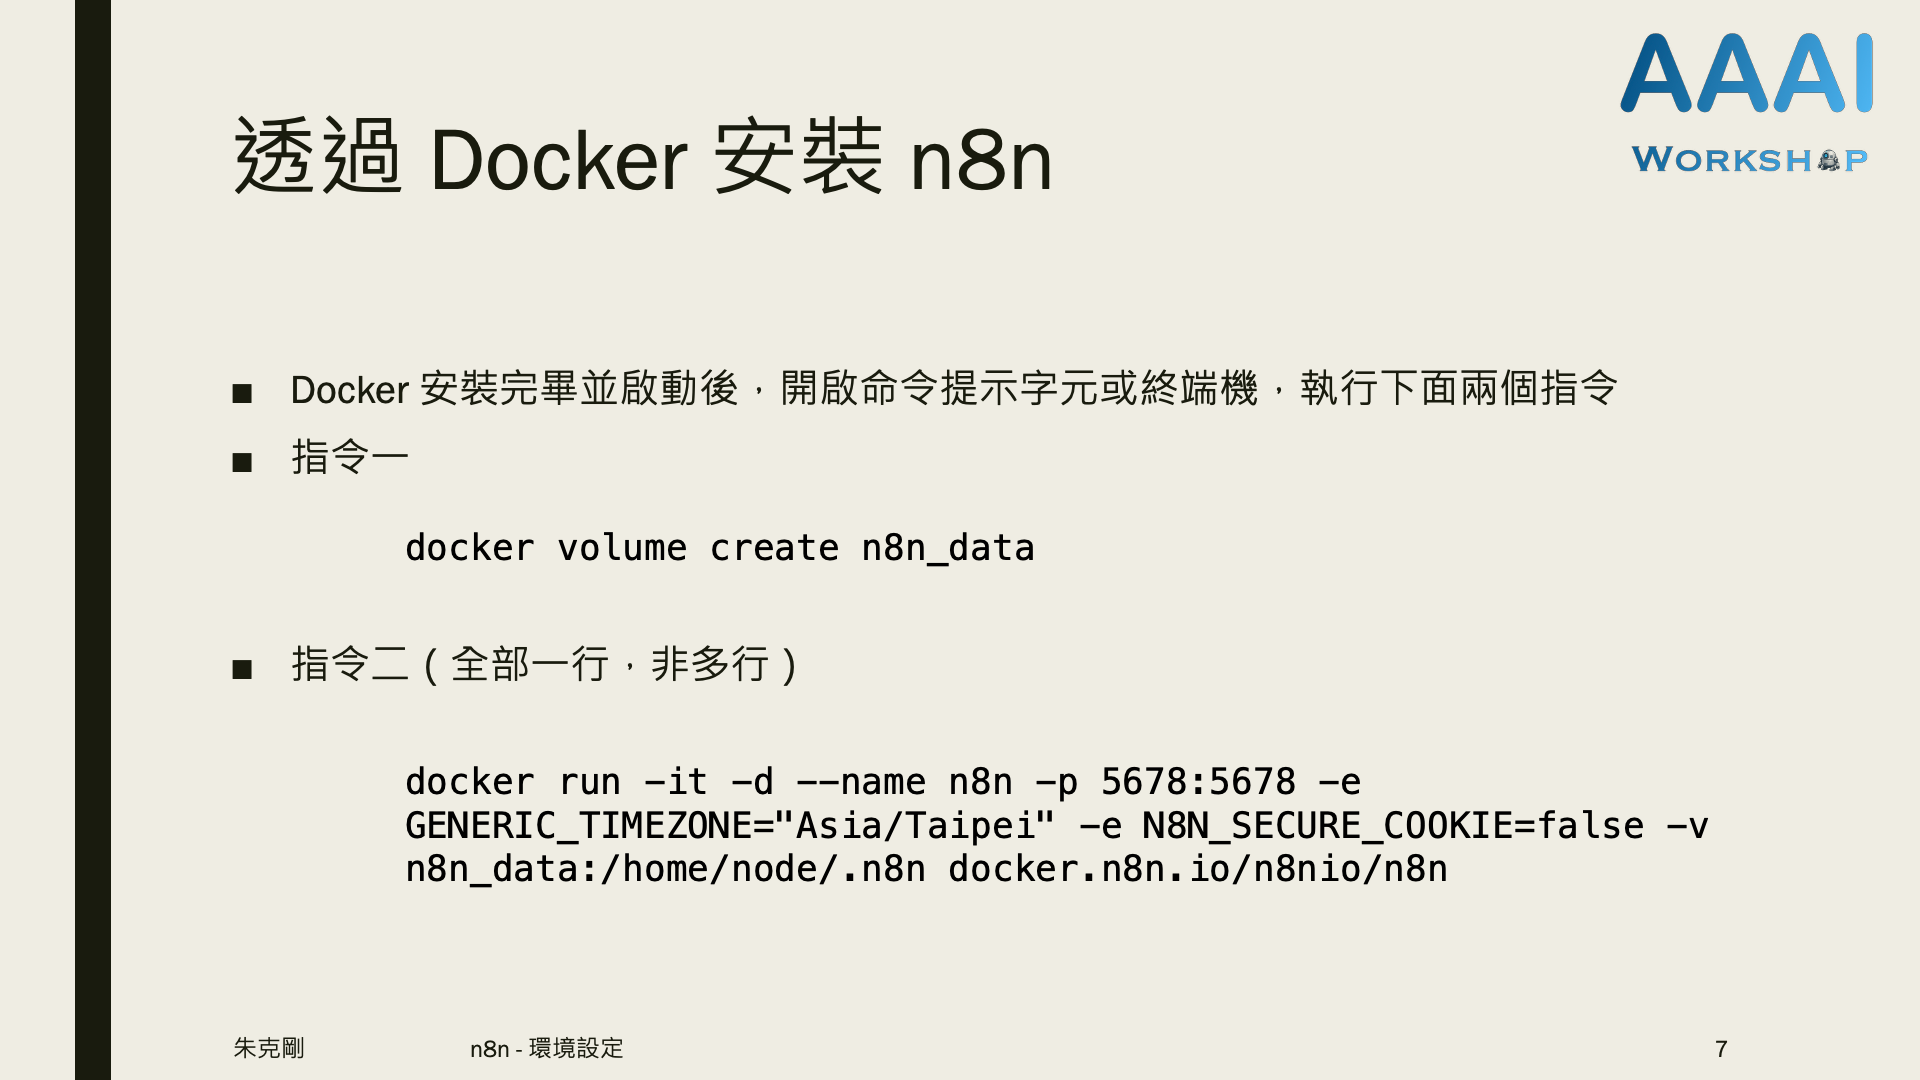 AAAI
WORKSHOP
透過 Docker 安裝 n8n
■ Docker 安裝完畢並啟動後，開啟命令提示字元或終端機，執行下面兩個指令
■ 指令一
docker volume create n8n_data
■ 指令二（全部一行，非多行）
docker run -it -d --name n8n -p 5678:5678 -e
GENERIC_TIMEZONE="Asia/Taipei" -e N8N_SECURE_COOKIE=false -v
n8n_data:/home/node/.n8n docker.n8n.io/n8nio/n8n
朱克剛 n8n - 環境設定 7